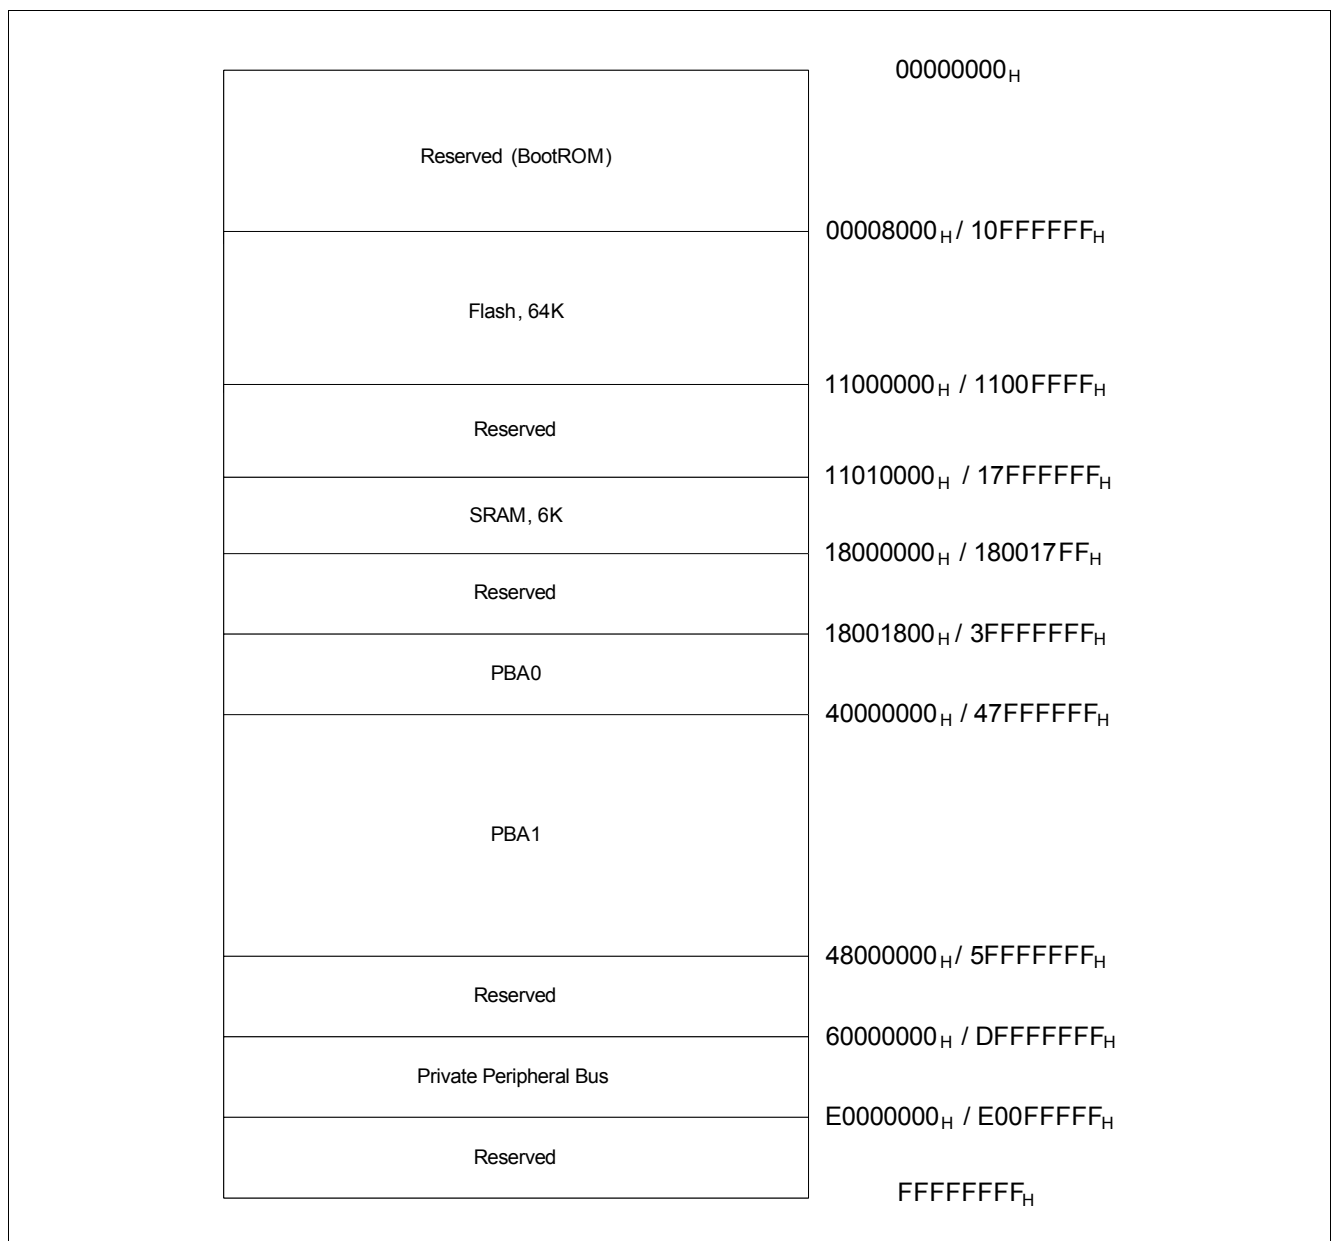 00000000H
Reserved (BootROM)
00008000H / 10FFFFFFH
Flash, 64K
11000000H / 1100FFFFH
Reserved
11010000H / 17FFFFFFH
SRAM, 6K
18000000H / 180017FFH
Reserved
18001800H / 3FFFFFFFH
PBA0
40000000H / 47FFFFFFH
PBA1
48000000H / 5FFFFFFFH
Reserved
60000000H / DFFFFFFFH
Private Peripheral Bus
E0000000H / E00FFFFFH
Reserved
FFFFFFFFH